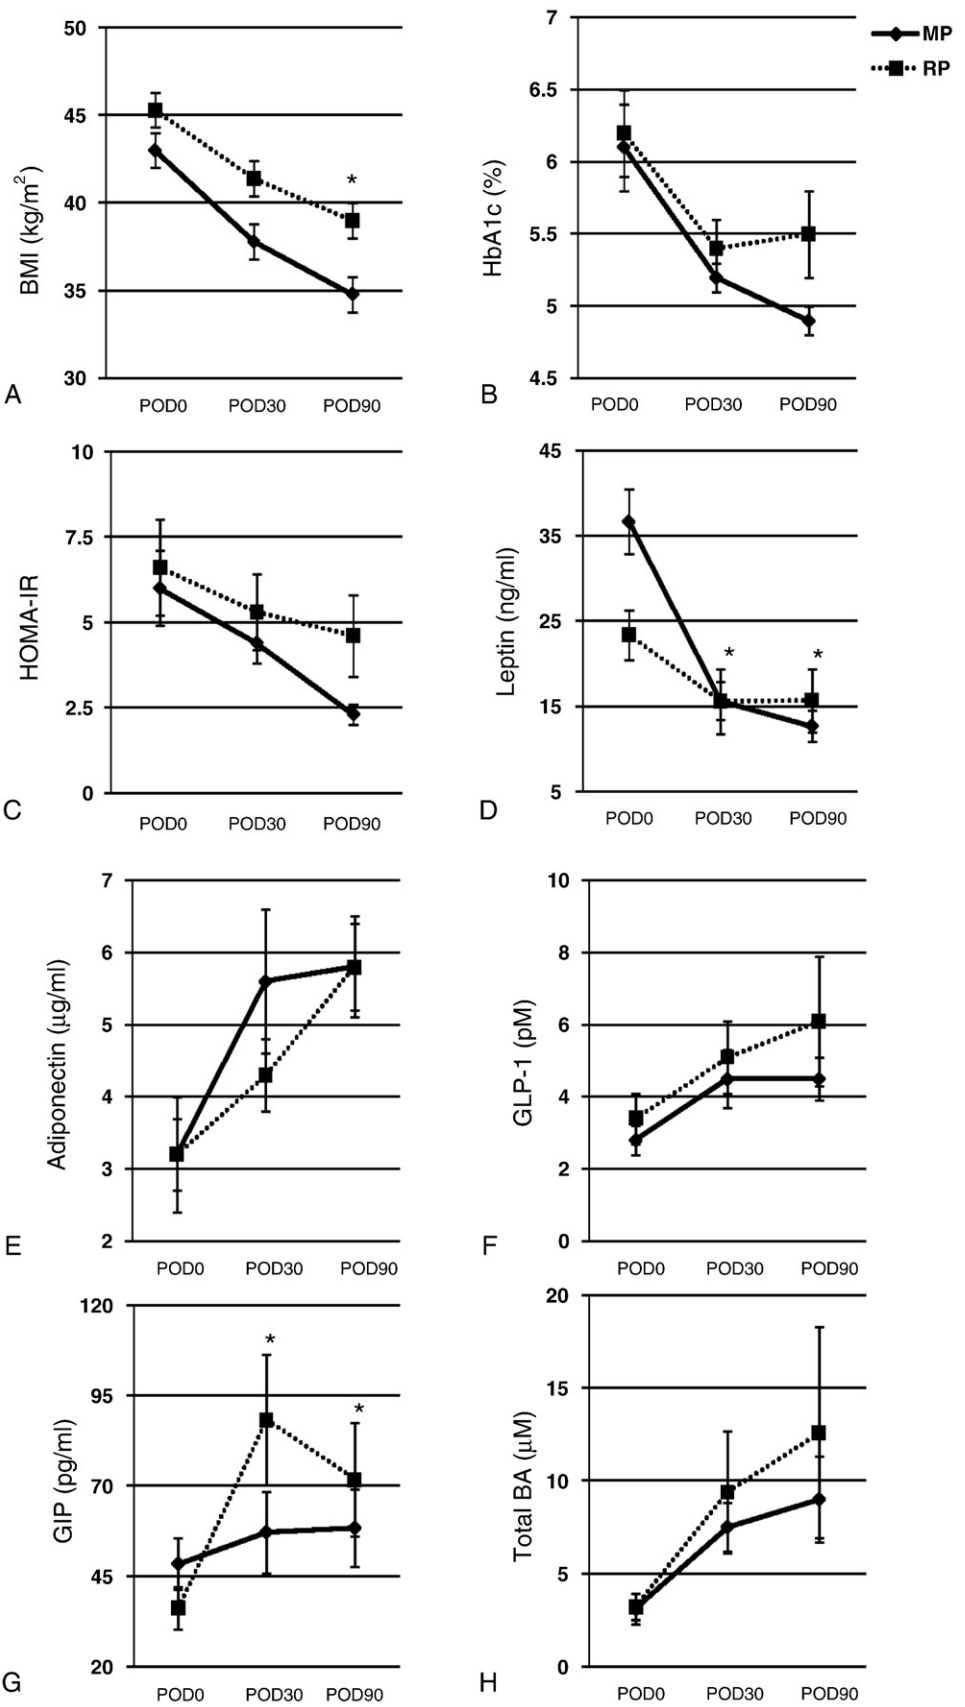 50
45
40
35
30
BMI (kg/m²)
*
A
POD0 POD30 POD90
7
6.5
6
5.5
5
4.5
HbA1c (%)
MP
RP
B
POD0 POD30 POD90
10
7.5
5
2.5
0
HOMA-IR
C
POD0 POD30 POD90
45
35
25
15
5
Leptin (ng/ml)
* *
D
POD0 POD30 POD90
7
6
5
4
3
2
Adiponectin (µg/ml)
E
POD0 POD30 POD90
10
8
6
4
2
0
GLP-1 (pM)
F
POD0 POD30 POD90
120
95
70
45
20
GIP (pg/ml)
*
*
G
POD0 POD30 POD90
20
15
10
5
0
Total BA (µM)
H
POD0 POD30 POD90